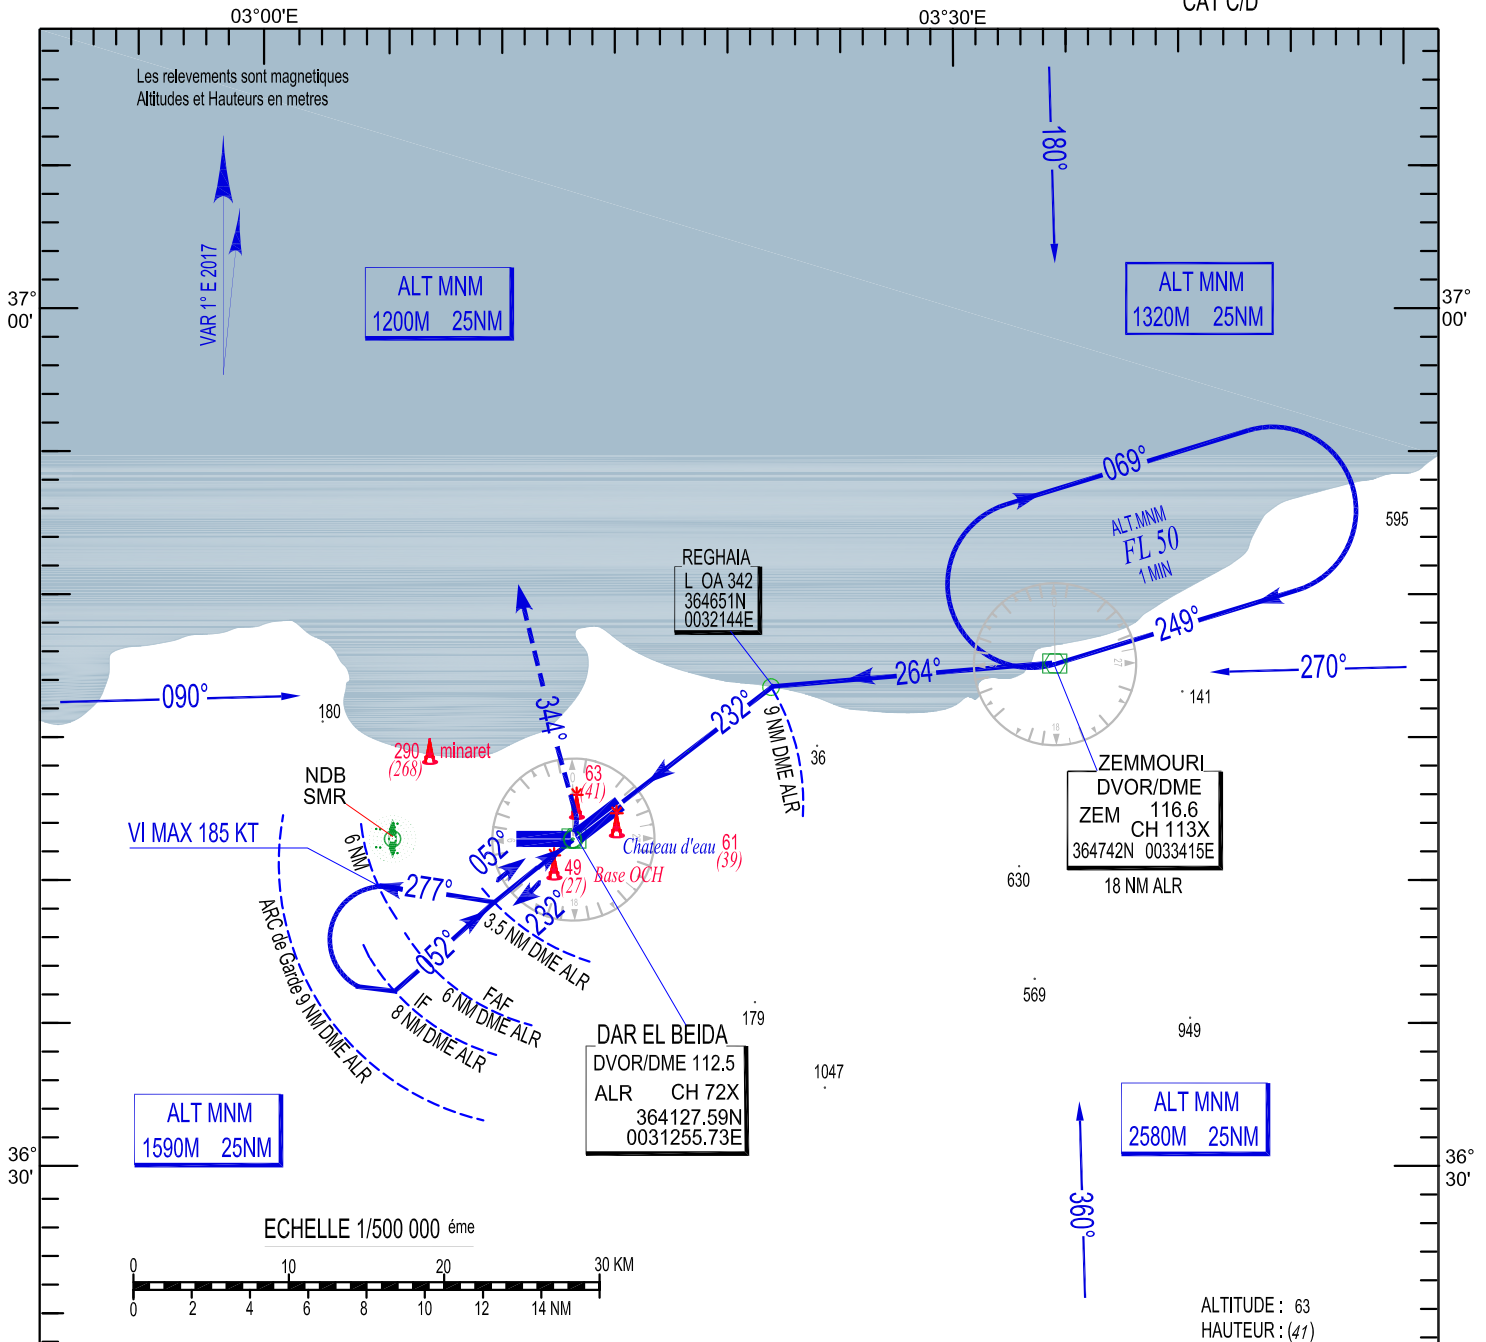 CAT C/D
03°00'E
03°30'E
Les relevements sont magnetiques
Altitudes et Hauteurs en metres
180°
VAR 1° E 2017
ALT MNM
1200M 25NM
ALT MNM
1320M 25NM
37°
00'
37°
00'
069°
ALT.MNM
FL 50
1 MIN
595
REGHAIA
L OA 342
364651N
0032144E
249°
264°
270°
090°
232°
344°
141
180
290
(268)
minaret
9 NM DME ALR
36
63
(41)
NDB
SMR
ZEMMOURI
DVOR/DME
ZEM 116.6
CH 113X
364742N 0033415E
18 NM ALR
VI MAX 185 KT
6 NM
052°
Chateau d'eau
61
(39)
49
(27)
Base OCH
277°
232°
630
3.5 NM DME ALR
052°
ARC de Garde 9 NM DME ALR
FAF
6 NM DME ALR
IF
8 NM DME ALR
569
179
949
DAR EL BEIDA
DVOR/DME 112.5
ALR CH 72X
364127.59N
0031255.73E
1047
ALT MNM
1590M 25NM
ALT MNM
2580M 25NM
36°
30'
36°
30'
360°
ECHELLE 1/500 000 éme
0 10 20 30 KM
0 2 4 6 8 10 12 14 NM
ALTITUDE : 63
HAUTEUR : (41)